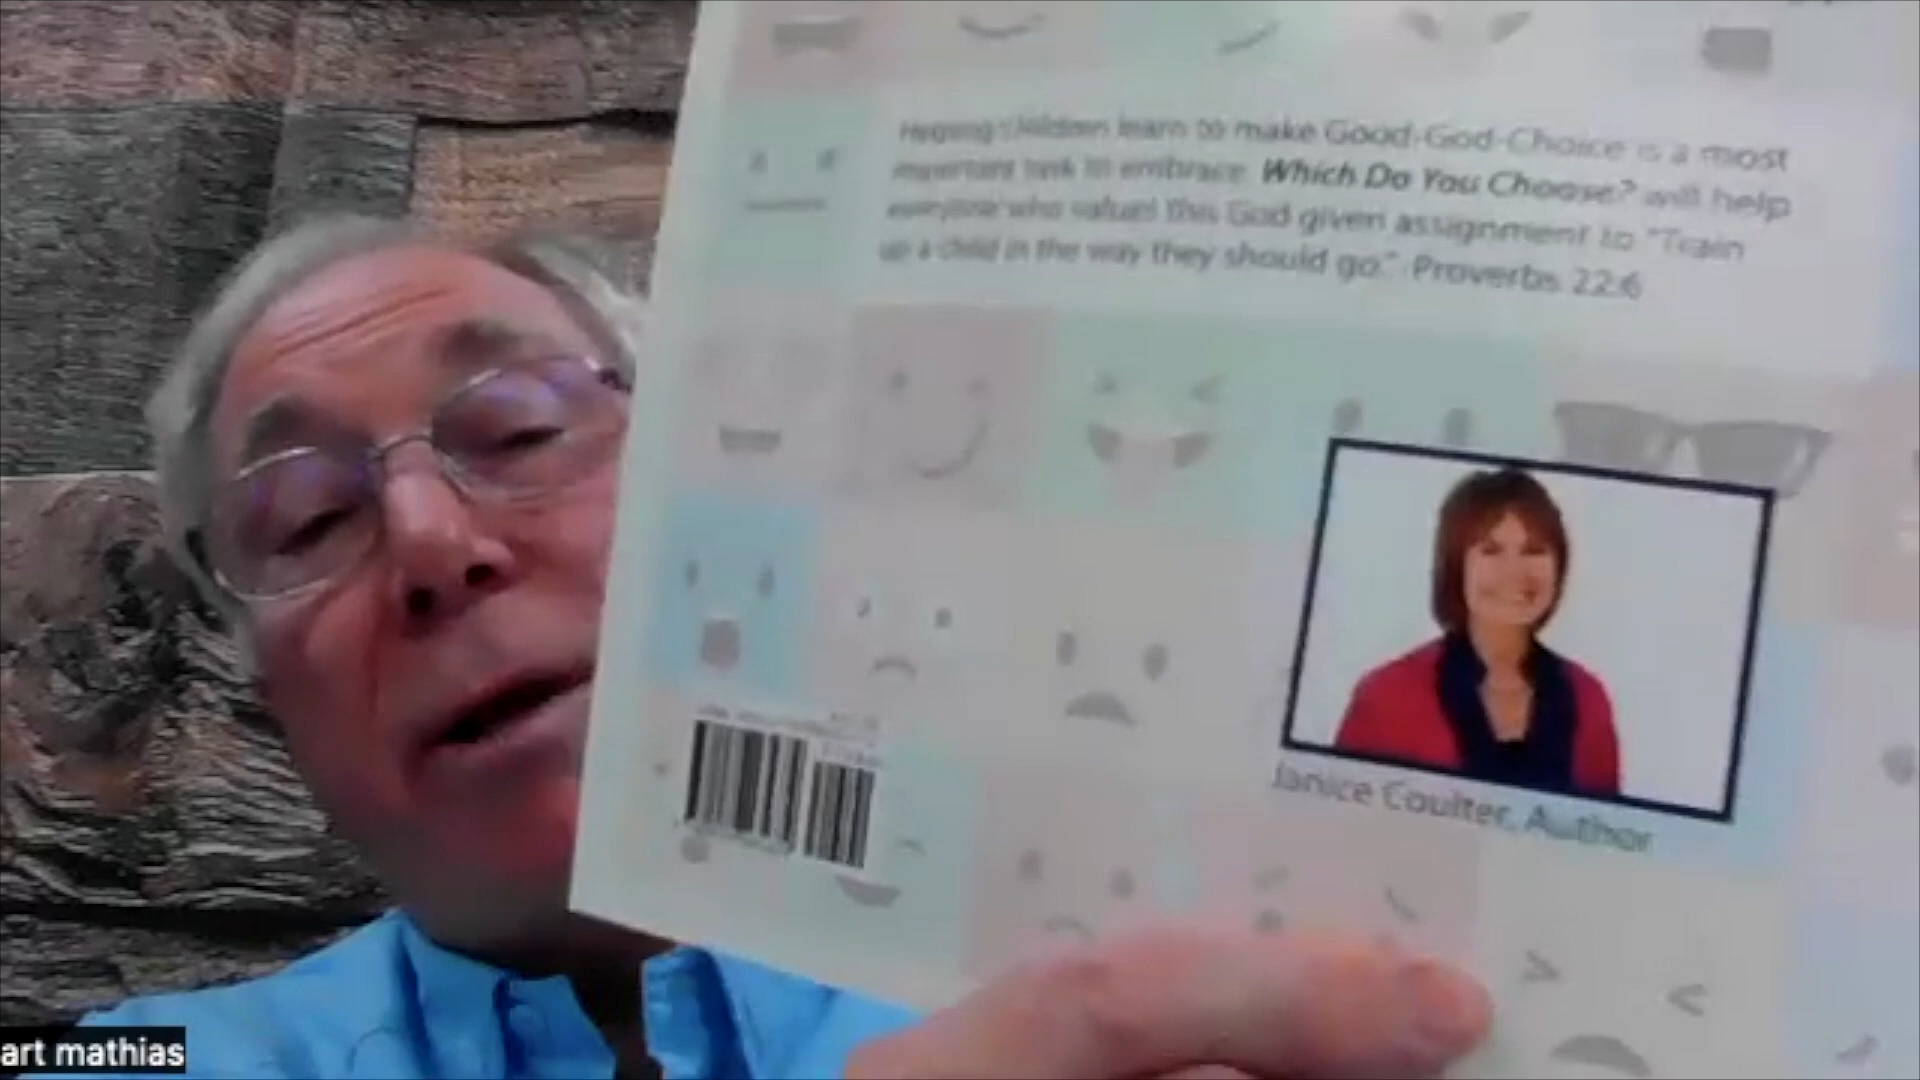 Helping Children learn to make Good-God-Choice is a most
important task to embrace. Which Do You Choose? will help
everyone who values this God given assignment to "Train
up a child in the way they should go." Proverbs 22:6
Janice Coulter, Author
art mathias